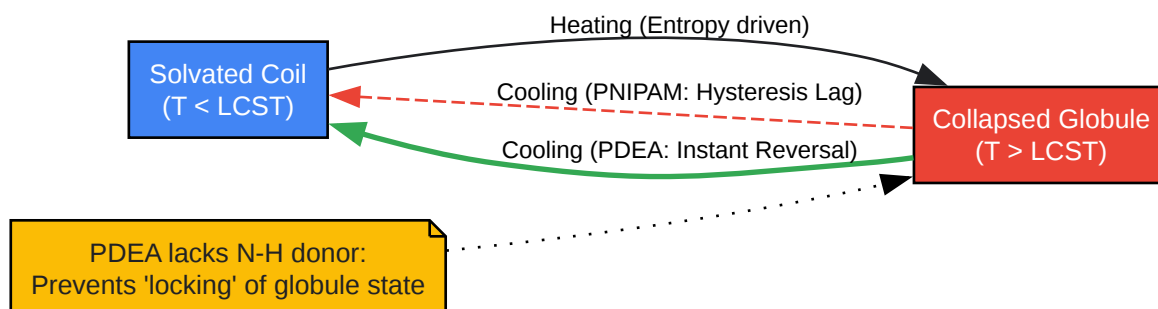 Heating (Entropy driven)
Solvated Coil
(T < LCST)
Cooling (PNIPAM: Hysteresis Lag)
Collapsed Globule
(T > LCST)
Cooling (PDEA: Instant Reversal)
PDEA lacks N-H donor:
Prevents 'locking' of globule state